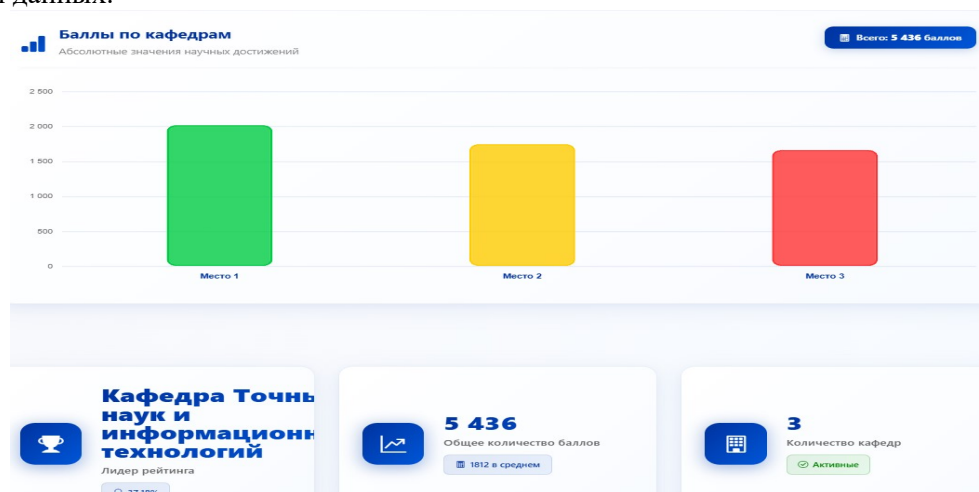 данных.
Баллы по кафедрам
Абсолютные значения научных достижений
Всего: 5 436 баллов
2 500
2 000
1 500
1 000
500
0
Место 1
Место 2
Место 3
Кафедра Точны
наук и
информационн
технологий
Лидер рейтинга
5 436
Общее количество баллов
1812 в среднем
3
Количество кафедр
Активные